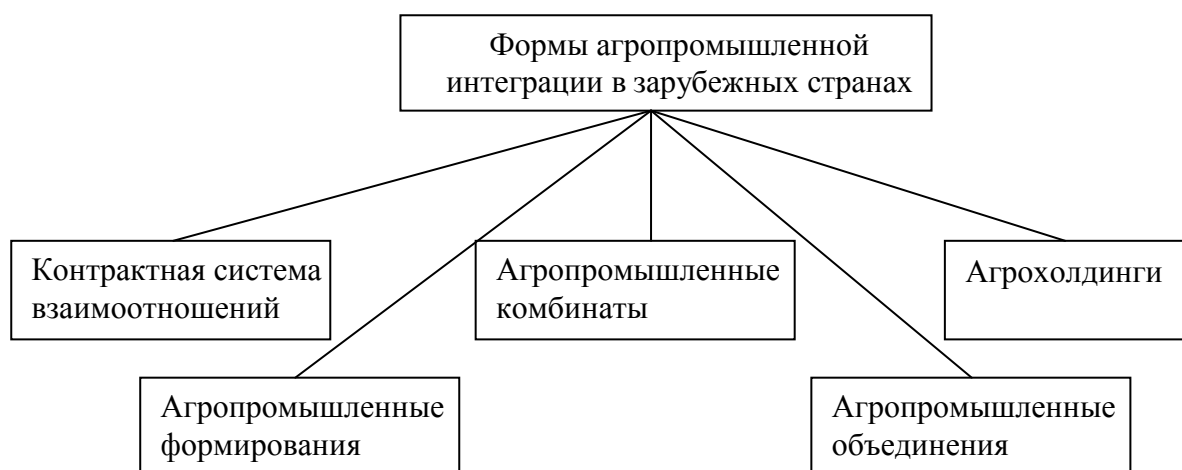 Формы агропромышленной
интеграции в зарубежных странах
Контрактная система
взаимоотношений
Агропромышленные
комбинаты
Агрохолдинги
Агропромышленные
формирования
Агропромышленные
объединения